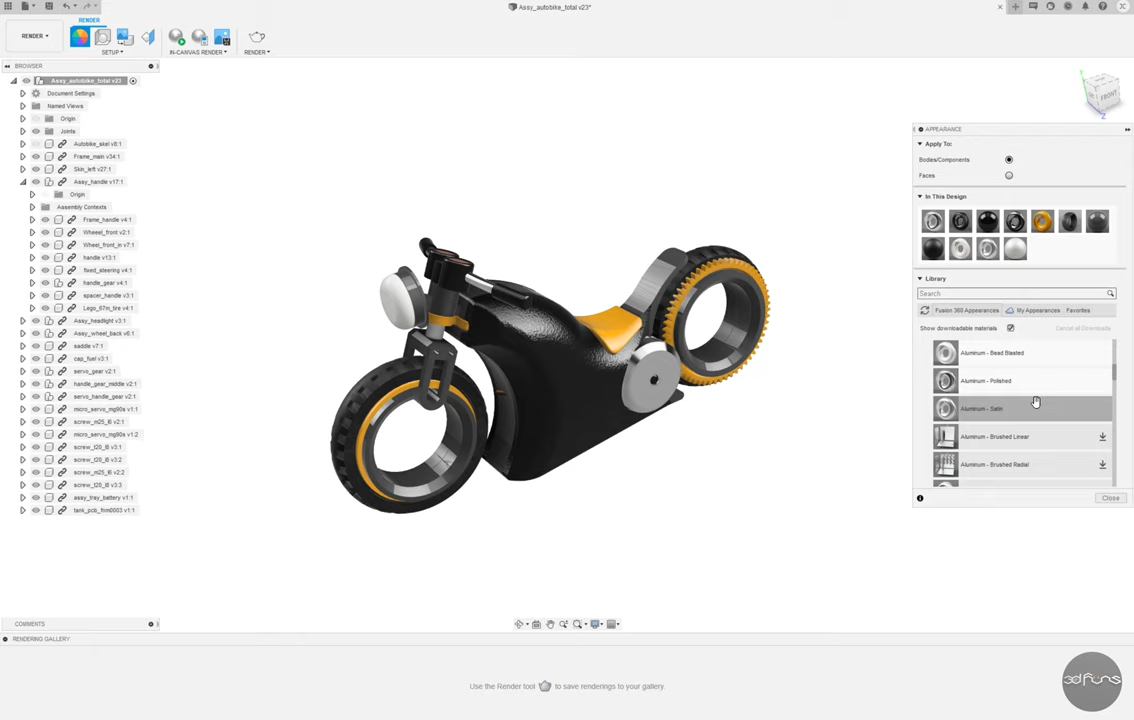 Assy_autobike_total v23*
RENDER
RENDER ▾
SETUP ▾
IN-CANVAS RENDER ▾
RENDER ▾
BROWSER
Assy_autobike_total v23
Document Settings
Named Views
Origin
Joints
Autobike_skel v8:1
Frame_main v34:1
Skin_left v27:1
Assy_handle v17:1
Origin
Assembly Contexts
Frame_handle v4:1
Wheel_front v2:1
Wheel_front_in v7:1
handle v13:1
fixed_steering v4:1
handle_gear v4:1
spacer_handle v3:1
Lego_67m_tire v4:1
Assy_headlight v3:1
Assy_wheel_back v6:1
saddle v7:1
cap_fuel v3:1
servo_gear v2:1
handle_gear_middle v2:1
servo_handle_gear v2:1
micro_servo_mg90s v1:1
screw_m25_l6 v2:1
micro_servo_mg90s v1:2
screw_t20_l8 v3:1
screw_t20_l8 v3:2
screw_m25_l6 v2:2
screw_t20_l8 v3:3
assy_tray_battery v1:1
tank_pcb_fnm0003 v1:1
FRONT
APPEARANCE
Apply To:
Bodies/Components
Faces
In This Design
Library
Search
Fusion 360 Appearances
My Appearances
Favorites
Show downloadable materials
Cancel all Downloads
Aluminum - Bead Blasted
Aluminum - Polished
Aluminum - Satin
Aluminum - Brushed Linear
Aluminum - Brushed Radial
Close
COMMENTS
RENDERING GALLERY
Use the Render tool to save renderings to your gallery.
3dfuns